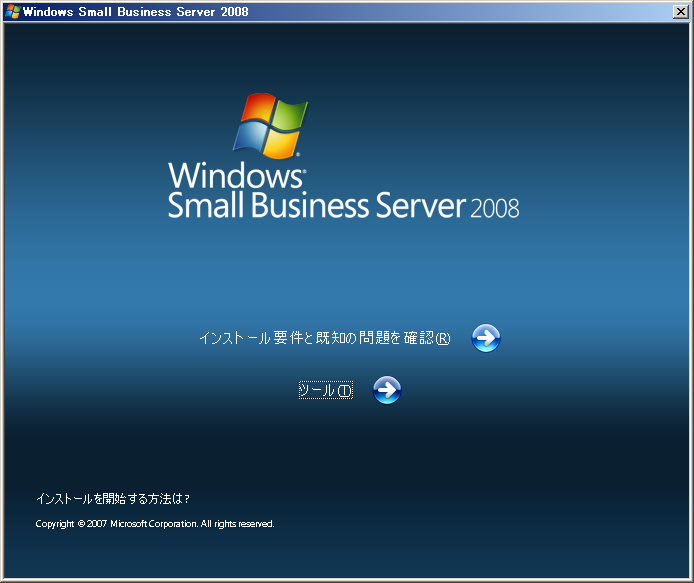 Windows Small Business Server 2008
Windows
Small Business Server 2008
インストール要件と既知の問題を確認(R)
ツール(T)
インストールを開始する方法は?
Copyright © 2007 Microsoft Corporation. All rights reserved.